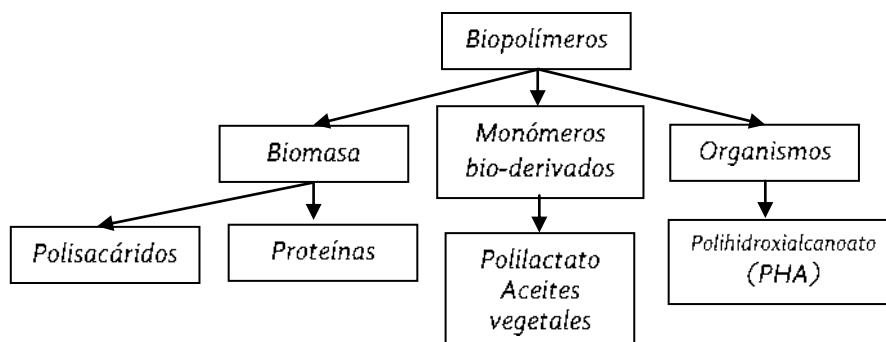 Biopolímeros
Biomasa
Monómeros
bio-derivados
Organismos
Polisacáridos
Proteínas
Polilactato
Aceites
vegetales
Polihidroxialcanoato
(PHA)